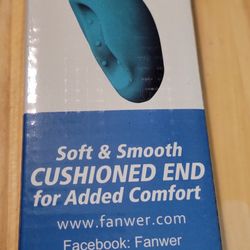 Soft & Smooth
CUSHIONED END
for Added Comfort
www.fanwer.com
Facebook: Fanwer